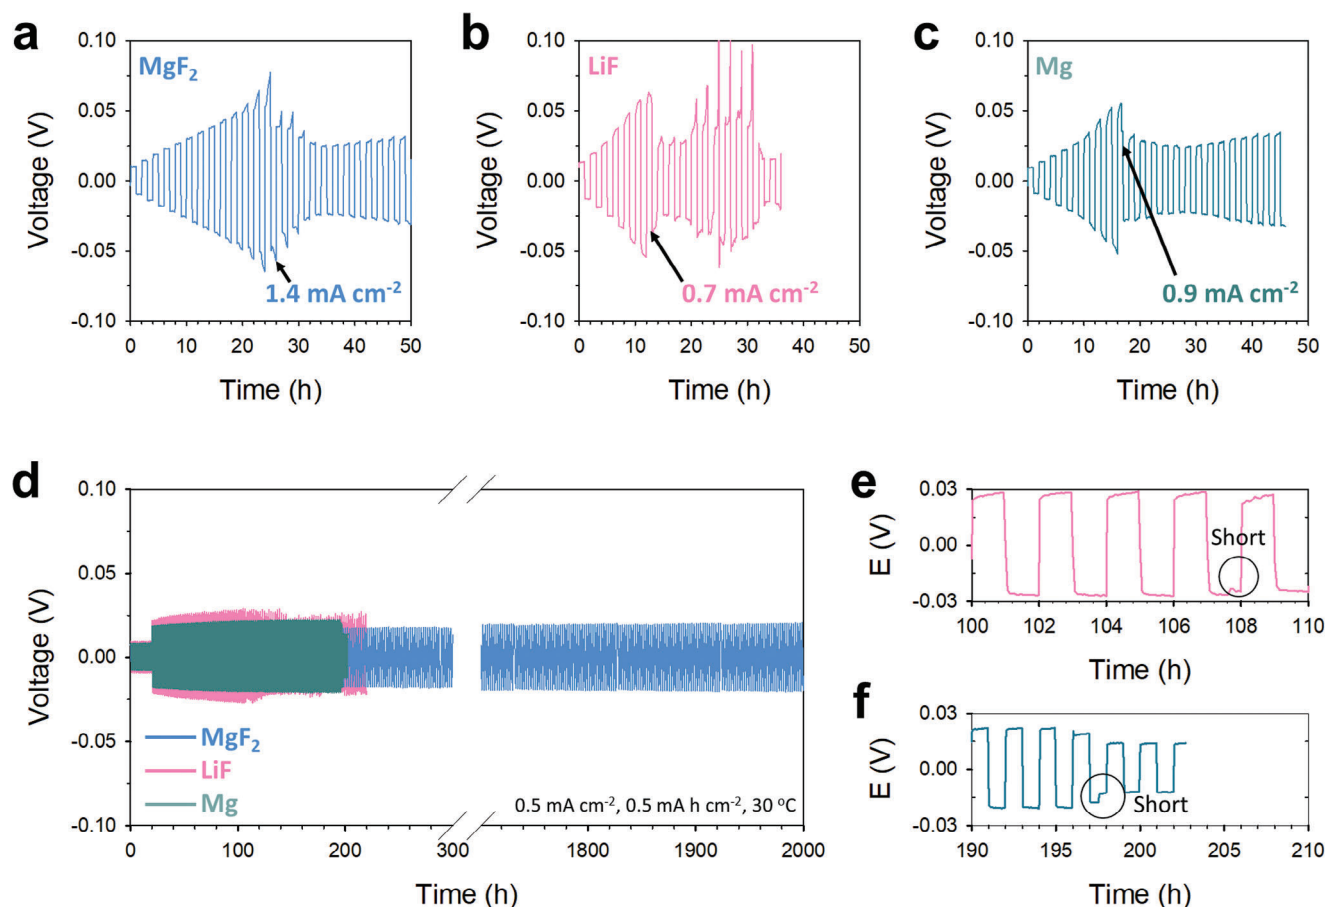 a
0.10
0.05
0.00
-0.05
-0.10
Voltage (V)
MgF₂
1.4 mA cm⁻²
0 10 20 30 40 50
Time (h)
b
0.10
0.05
0.00
-0.05
-0.10
Voltage (V)
LiF
0.7 mA cm⁻²
0 10 20 30 40 50
Time (h)
c
0.10
0.05
0.00
-0.05
-0.10
Voltage (V)
Mg
0.9 mA cm⁻²
0 10 20 30 40 50
Time (h)
d
0.10
0.05
0.00
-0.05
-0.10
Voltage (V)
MgF₂
LiF
Mg
0.5 mA cm⁻², 0.5 mA h cm⁻², 30 °C
0 100 200 300 1800 1900 2000
Time (h)
e
0.03
0.00
-0.03
E (V)
Short
100 102 104 106 108 110
Time (h)
f
0.03
0.00
-0.03
E (V)
Short
190 195 200 205 210
Time (h)